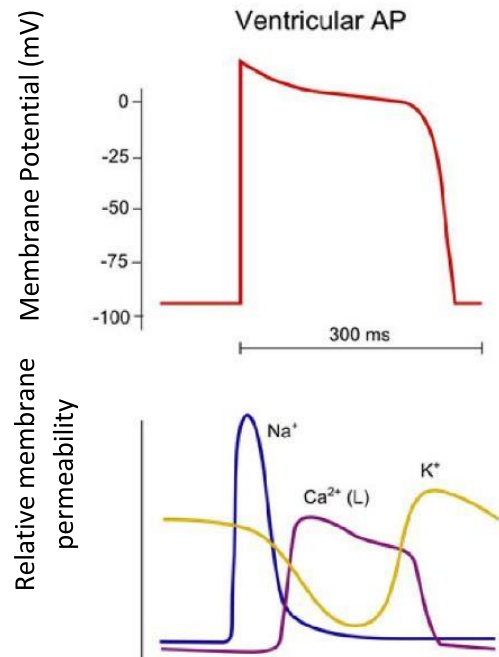 Ventricular AP
Membrane Potential (mV)
0
-25
-50
-75
-100
300 ms
Relative membrane
permeability
Na⁺
Ca²⁺ (L)
K⁺